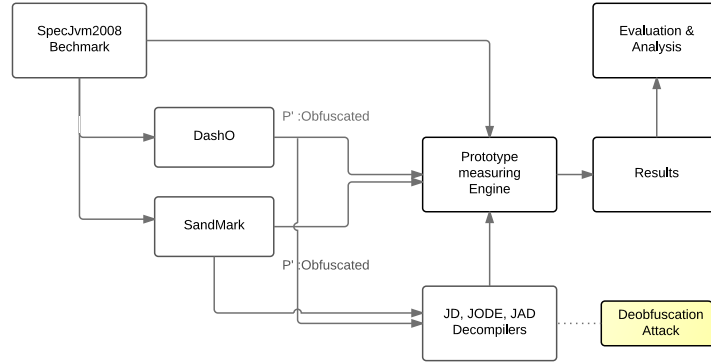 SpecJvm2008
Bechmark
Evaluation &
Analysis
P' :Obfuscated
DashO
Prototype
measuring
Engine
Results
SandMark
P' :Obfuscated
JD, JODE, JAD
Decompilers
Deobfuscation
Attack